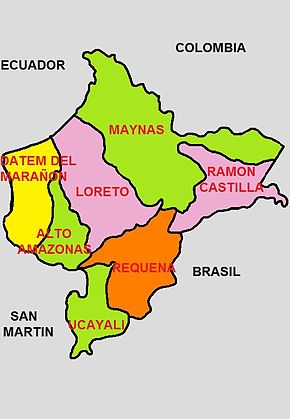 COLOMBIA
ECUADOR
MAYNAS
DATEM DEL
MARAÑON
RAMON
CASTILLA
LORETO
ALTO
AMAZONAS
REQUENA
BRASIL
SAN
MARTIN
UCAYALI